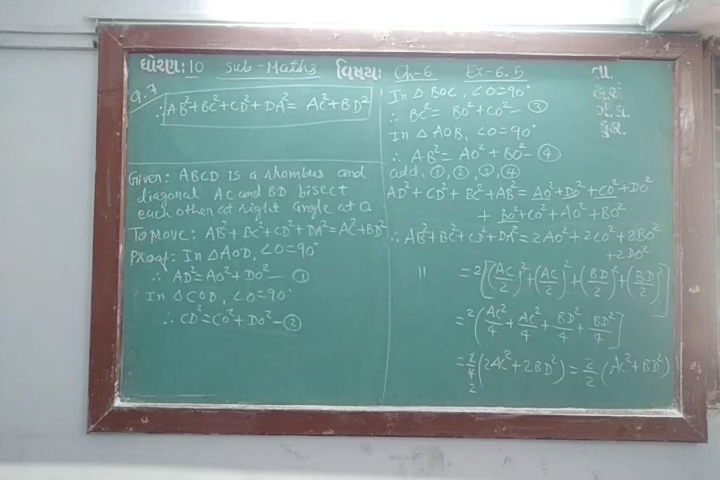 ધોરણ: 10 Sub-Maths વિષય: Ch-6 Ex-6.5 તા.
Q.7
∴ AB²+BC²+CD²+DA² = AC²+BD²
Given: ABCD is a rhombus and
diagonal AC and BD bisect
each other at right angle at O
To Prove: AB²+BC²+CD²+DA²=AC²+BD²
Proof: In △AOD, ∠O=90°
∴ AD²=AO²+DO² — ①
In △COD, ∠O=90°
∴ CD²=CO²+DO² — ②
In △ BOC, ∠O=90°
∴ BC² = BO²+CO² — ③
In △ AOB, ∠O=90°
∴ AB² = AO²+BO² — ④
add, ①, ②, ③, ④
AD²+CD²+BC²+AB² = AO²+DO²+CO²+DO²
+ BO²+CO²+AO²+BO²
∴ AB²+BC²+CD²+DA² = 2AO²+2CO²+2BO²
+2DO²
" = 2[(AC/2)²+(AC/2)²+(BD/2)²+(BD/2)²]
= 2(AC²/4+AC²/4+BD²/4+BD²/4]
= 2/4 2 (2AC²+2BD²) = 2/2 (AC²+BD²)